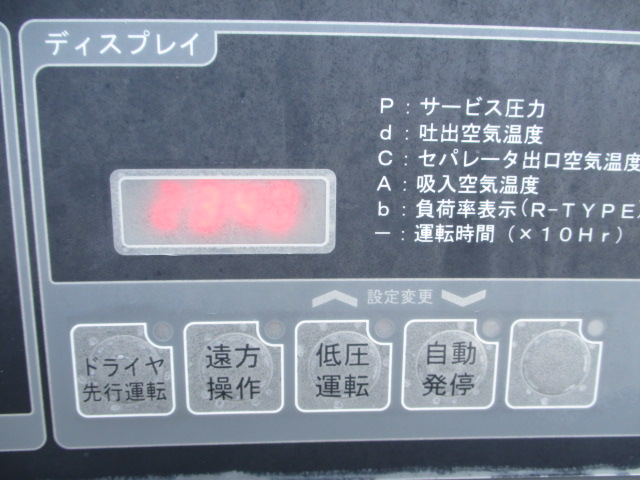 ディスプレイ
P：サービス圧力
d：吐出空気温度
C：セパレータ出口空気温度
A：吸入空気温度
b：負荷率表示(R-TYPE)
－：運転時間（×10Hr）
設定変更
ドライヤ
先行運転
遠方
操作
低圧
運転
自動
発停